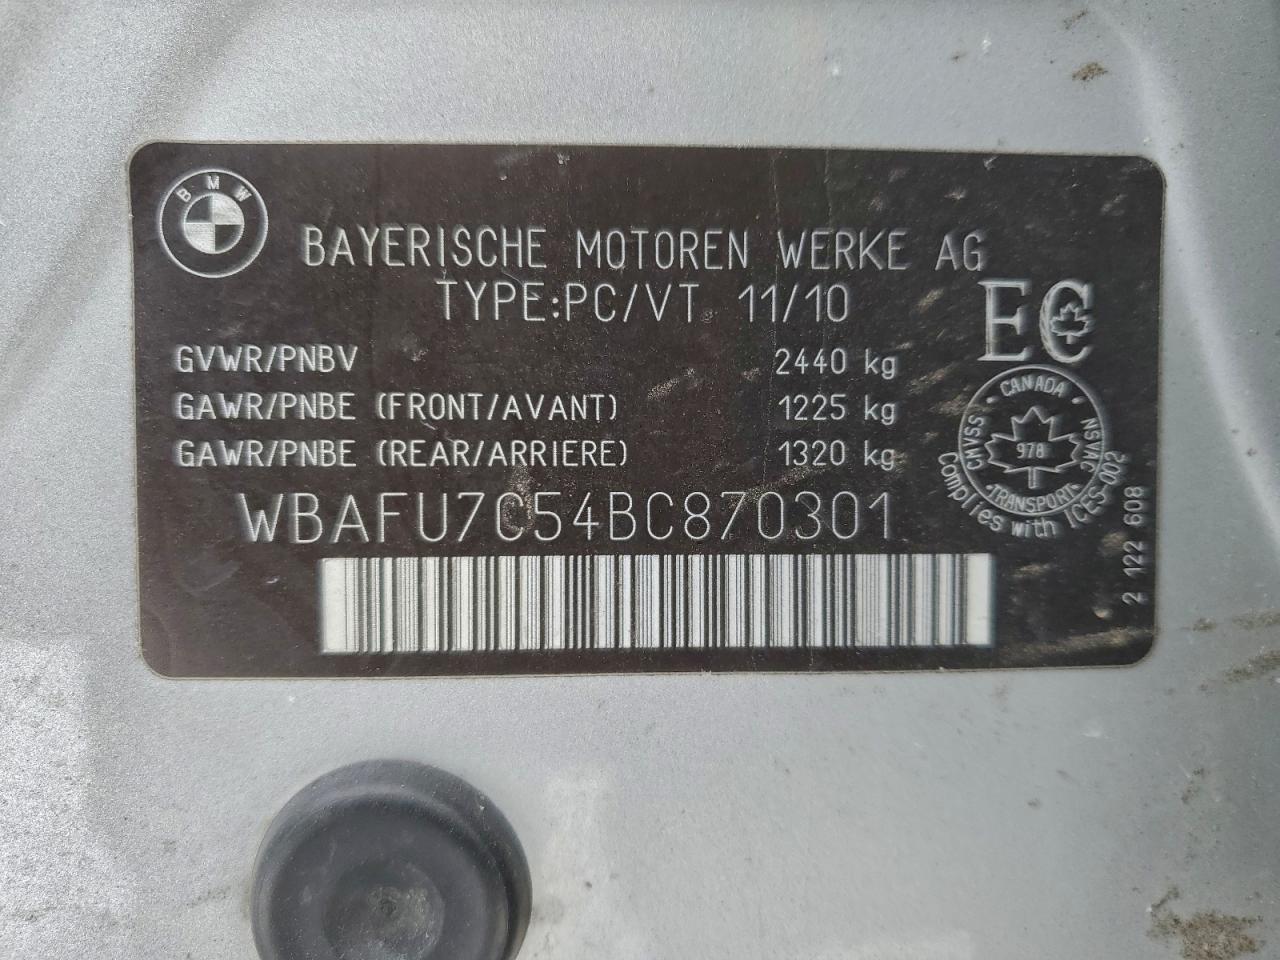 BMW
BAYERISCHE MOTOREN WERKE AG
TYPE:PC/VT 11/10
GVWR/PNBV 2440 kg
GAWR/PNBE (FRONT/AVANT) 1225 kg
GAWR/PNBE (REAR/ARRIERE) 1320 kg
WBAFU7C54BC870301
EC
CANADA
CMVSS NSVAC
978
TRANSPORT
Complies with ICES-002
2 122 608